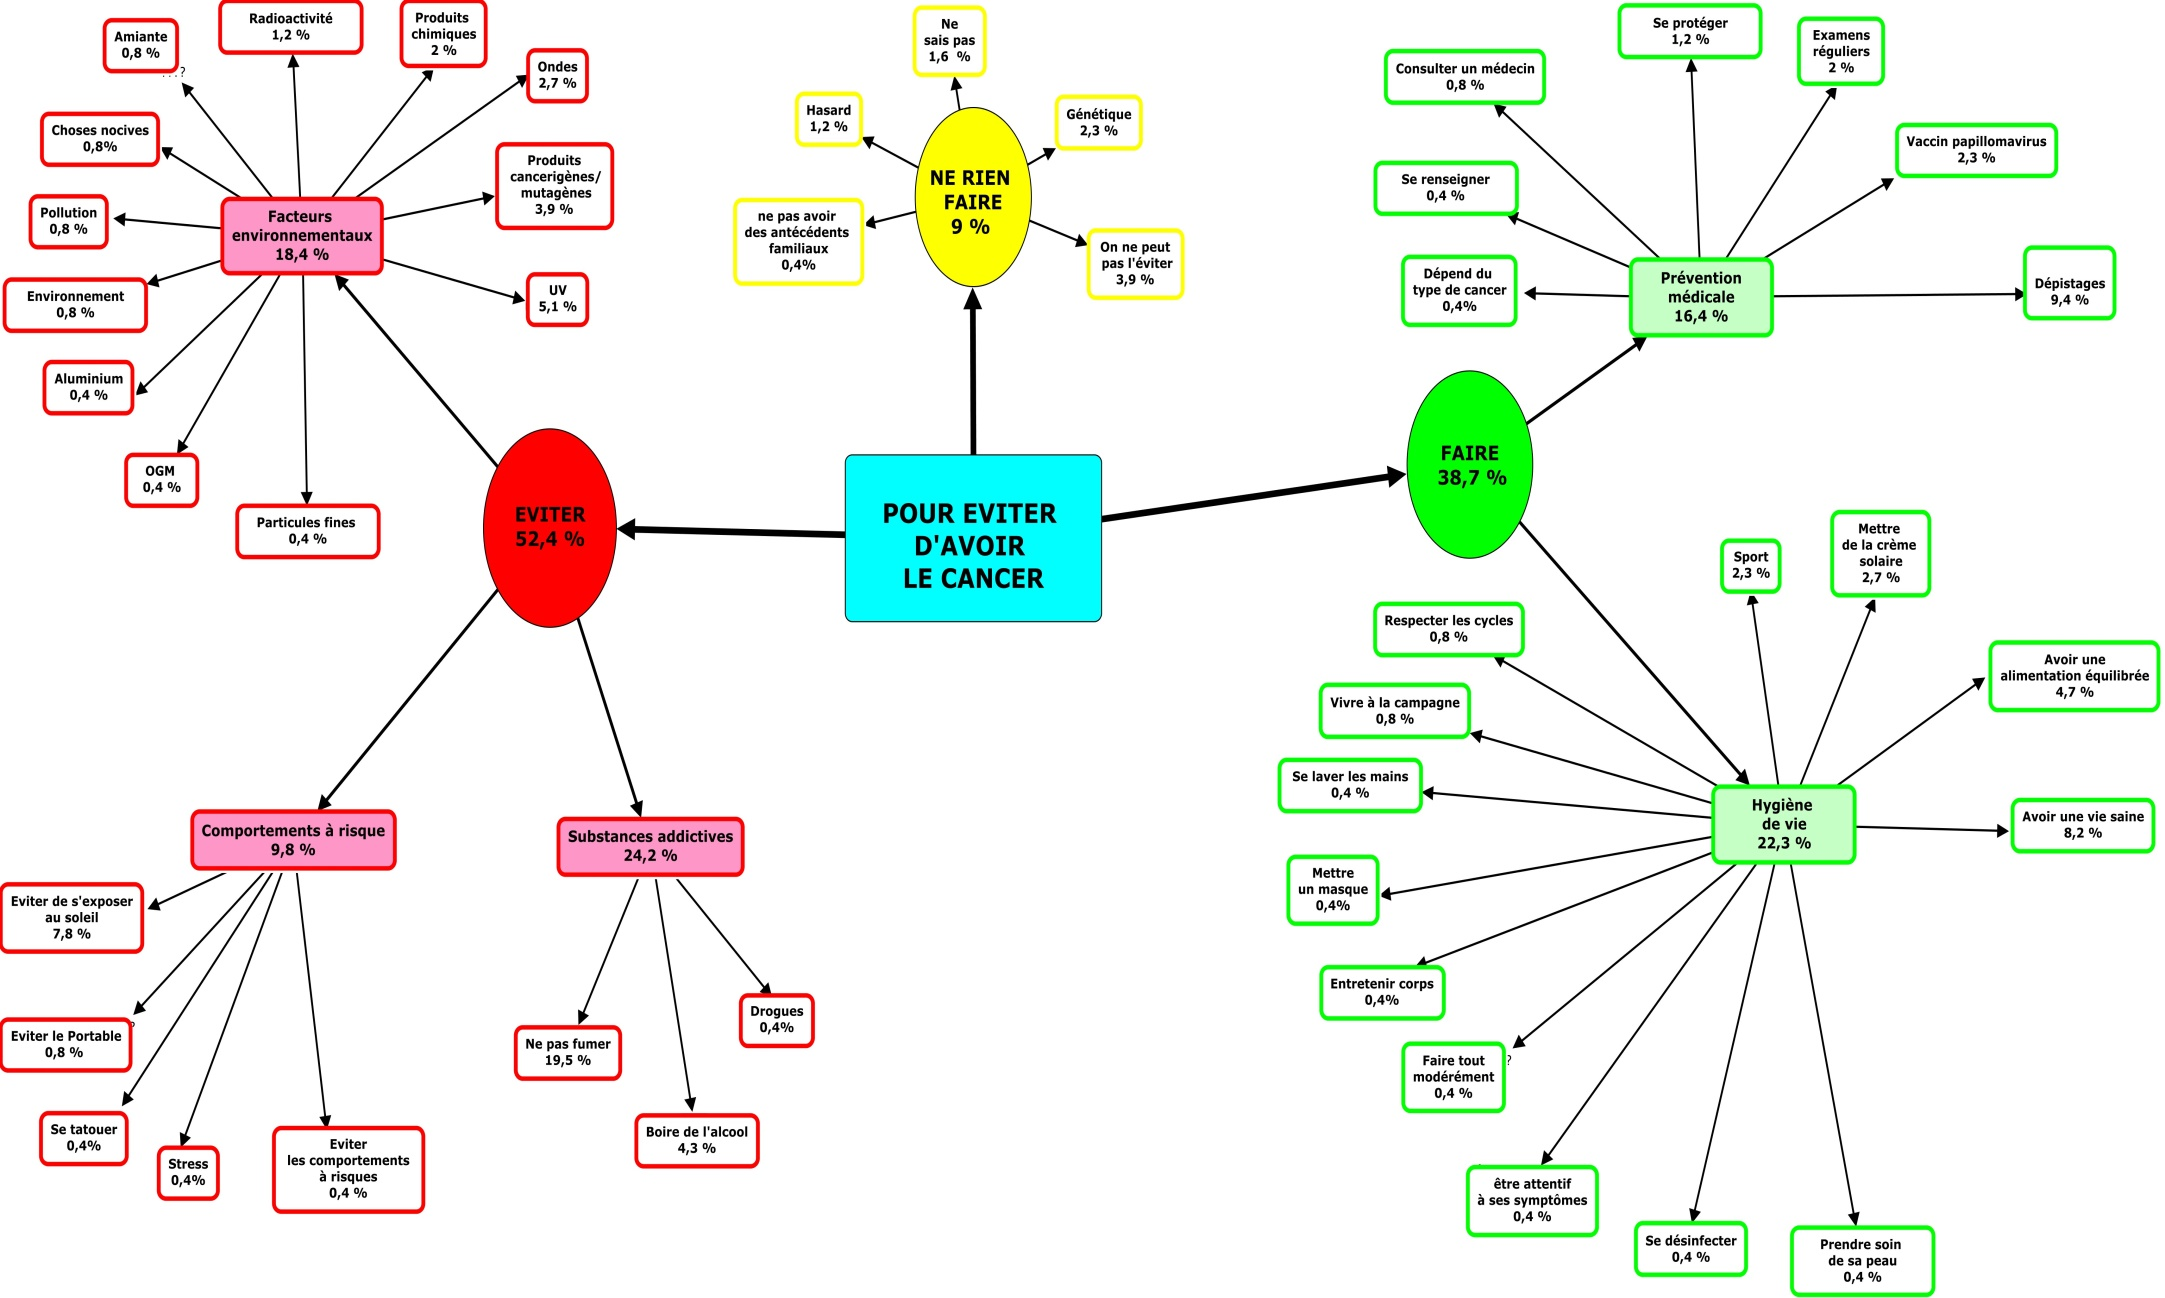 Amiante
0,8 %
. . . ?
Radioactivité
1,2 %
Produits
chimiques
2 %
Ondes
2,7 %
Choses nocives
0,8%
Produits
cancerigènes/
mutagènes
3,9 %
Pollution
0,8 %
Facteurs
environnementaux
18,4 %
Environnement
0,8 %
UV
5,1 %
Aluminium
0,4 %
OGM
0,4 %
Particules fines
0,4 %
Ne
sais pas
1,6 %
Hasard
1,2 %
Génétique
2,3 %
NE RIEN
FAIRE
9 %
ne pas avoir
des antécédents
familiaux
0,4%
On ne peut
pas l'éviter
3,9 %
Se protéger
1,2 %
Examens
réguliers
2 %
Consulter un médecin
0,8 %
Vaccin papillomavirus
2,3 %
Se renseigner
0,4 %
Dépend du
type de cancer
0,4%
Prévention
médicale
16,4 %
Dépistages
9,4 %
EVITER
52,4 %
POUR EVITER
D'AVOIR
LE CANCER
FAIRE
38,7 %
Sport
2,3 %
Mettre
de la crème
solaire
2,7 %
Respecter les cycles
0,8 %
Avoir une
alimentation équilibrée
4,7 %
Vivre à la campagne
0,8 %
Se laver les mains
0,4 %
Hygiène
de vie
22,3 %
Avoir une vie saine
8,2 %
Mettre
un masque
0,4%
Entretenir corps
0,4%
Faire tout
modérément
0,4 %
?
être attentif
à ses symptômes
0,4 %
Se désinfecter
0,4 %
Prendre soin
de sa peau
0,4 %
Comportements à risque
9,8 %
Substances addictives
24,2 %
Eviter de s'exposer
au soleil
7,8 %
Eviter le Portable
0,8 %
?
Se tatouer
0,4%
Stress
0,4%
Eviter
les comportements
à risques
0,4 %
Ne pas fumer
19,5 %
Drogues
0,4%
Boire de l'alcool
4,3 %